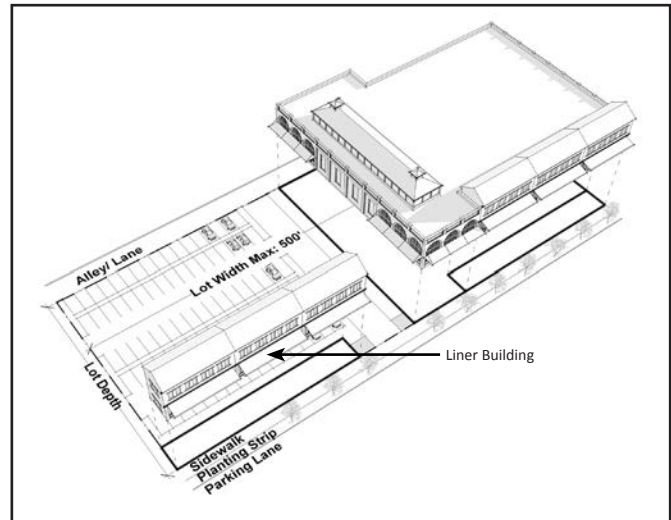 Alley/ Lane
Lot Width Max: 500'
Liner Building
Lot Depth
Sidewalk
Planting Strip
Parking Lane